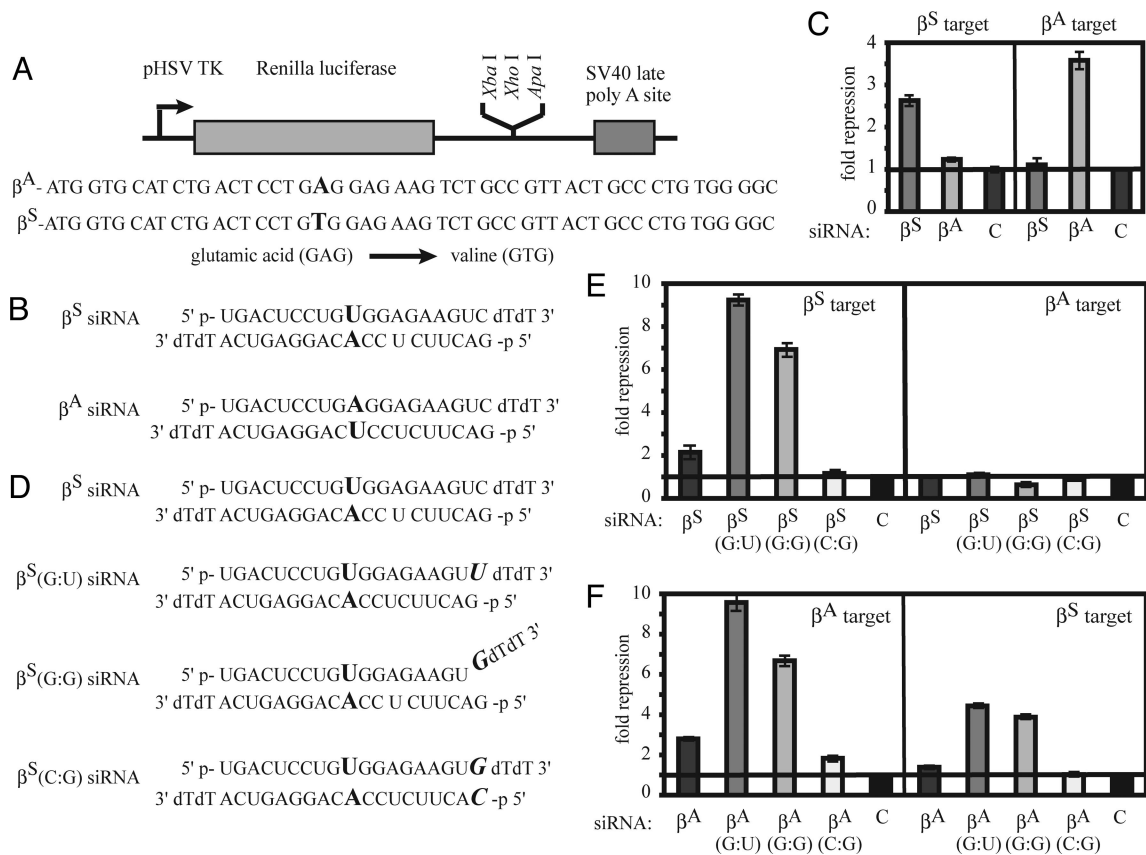 A
pHSV TK
Renilla luciferase
Xba I
Xho I
Apa I
SV40 late
poly A site
βA- ATG GTG CAT CTG ACT CCT GAG GAG AAG TCT GCC GTT ACT GCC CTG TGG GGC
βS-ATG GTG CAT CTG ACT CCT GTG GAG AAG TCT GCC GTT ACT GCC CTG TGG GGC
glutamic acid (GAG) valine (GTG)
B
βS siRNA
5' p- UGACUCCUGUGGAGAAGUC dTdT 3'
3' dTdT ACUGAGGACACC U CUUCAG -p 5'
βA siRNA
5' p- UGACUCCUGAGGAGAAGUC dTdT 3'
3' dTdT ACUGAGGACUCCUCUUCAG -p 5'
C
βS target
βA target
fold repression
4
3
2
1
0
siRNA: βS βA C βS βA C
D
βS siRNA
5' p- UGACUCCUGUGGAGAAGUC dTdT 3'
3' dTdT ACUGAGGACACC U CUUCAG -p 5'
βS(G:U) siRNA
5' p- UGACUCCUGUGGAGAAGUU dTdT 3'
3' dTdT ACUGAGGACACCUCUUCAG -p 5'
βS(G:G) siRNA
5' p- UGACUCCUGUGGAGAAGU
GdTdT 3'
3' dTdT ACUGAGGACACC U CUUCAG -p 5'
βS(C:G) siRNA
5' p- UGACUCCUGUGGAGAAGUG dTdT 3'
3' dTdT ACUGAGGACACCUCUUCAC -p 5'
E
βS target
βA target
fold repression
10
8
6
4
2
0
siRNA: βS βS βS βS C βS βS βS βS C
(G:U) (G:G) (C:G) (G:U) (G:G) (C:G)
F
βA target
βS target
fold repression
10
8
6
4
2
0
siRNA: βA βA βA βA C βA βA βA βA C
(G:U) (G:G) (C:G) (G:U) (G:G) (C:G)